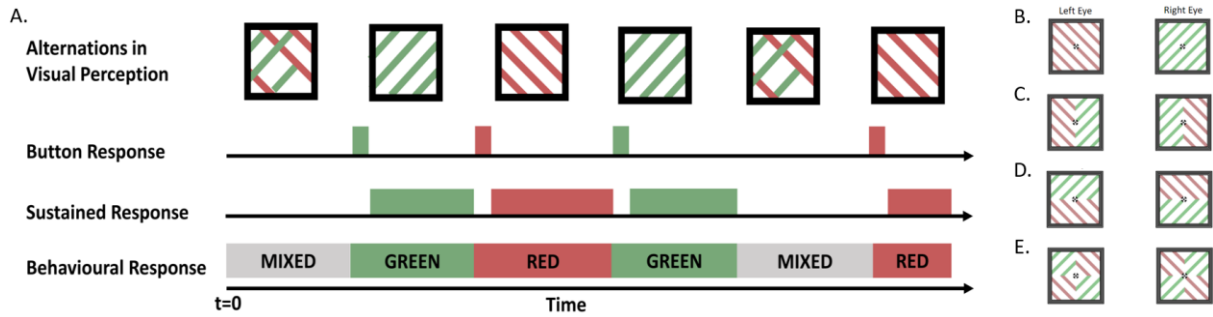 A.
Alternations in
Visual Perception
Button Response
Sustained Response
Behavioural Response
MIXED GREEN RED GREEN MIXED RED
t=0 Time
Left Eye Right Eye
B.
C.
D.
E.